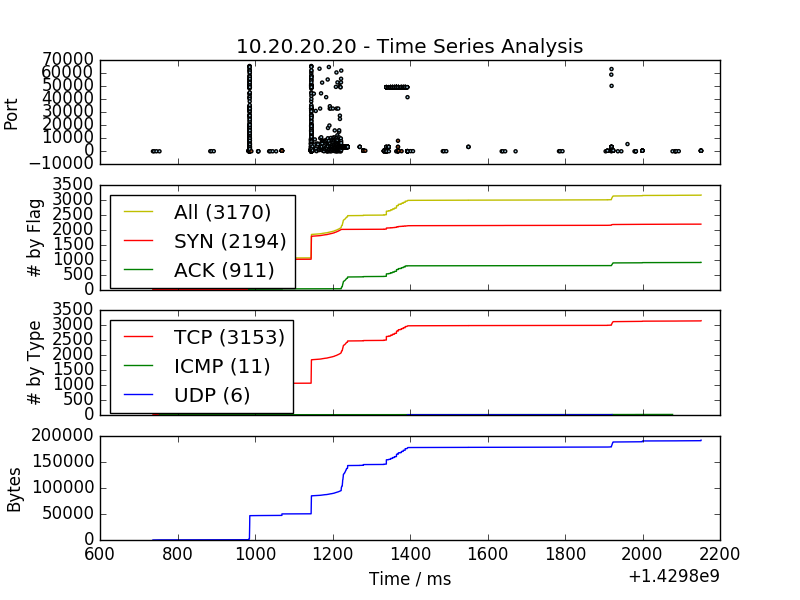 10.20.20.20 - Time Series Analysis
70000
60000
50000
40000
30000
20000
10000
0
−10000
Port
3500
3000
2500
2000
1500
1000
500
0
# by Flag
All (3170)
SYN (2194)
ACK (911)
3500
3000
2500
2000
1500
1000
500
0
# by Type
TCP (3153)
ICMP (11)
UDP (6)
200000
150000
100000
50000
0
Bytes
600 800 1000 1200 1400 1600 1800 2000 2200
Time / ms
+1.4298e9